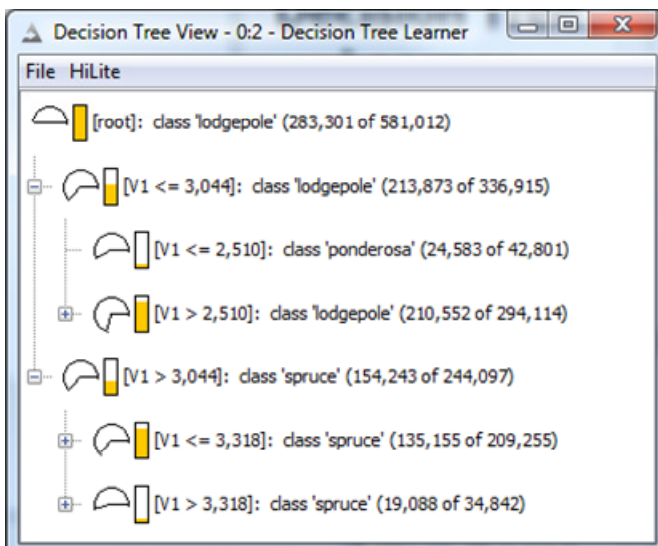 Decision Tree View - 0:2 - Decision Tree Learner
File HiLite
[root]: class 'lodgepole' (283,301 of 581,012)
[V1 <= 3,044]: class 'lodgepole' (213,873 of 336,915)
[V1 <= 2,510]: class 'ponderosa' (24,583 of 42,801)
[V1 > 2,510]: class 'lodgepole' (210,552 of 294,114)
[V1 > 3,044]: class 'spruce' (154,243 of 244,097)
[V1 <= 3,318]: class 'spruce' (135,155 of 209,255)
[V1 > 3,318]: class 'spruce' (19,088 of 34,842)